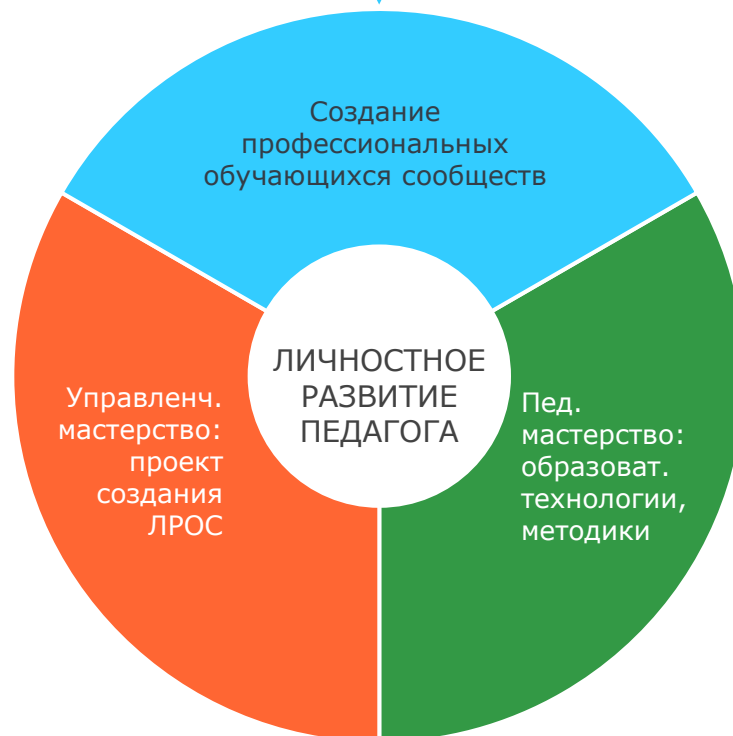 Создание
профессиональных
обучающихся сообществ
ЛИЧНОСТНОЕ
РАЗВИТИЕ
ПЕДАГОГА
Управленч.
мастерство:
проект
создания
ЛРОС
Пед.
мастерство:
образоват.
технологии,
методики